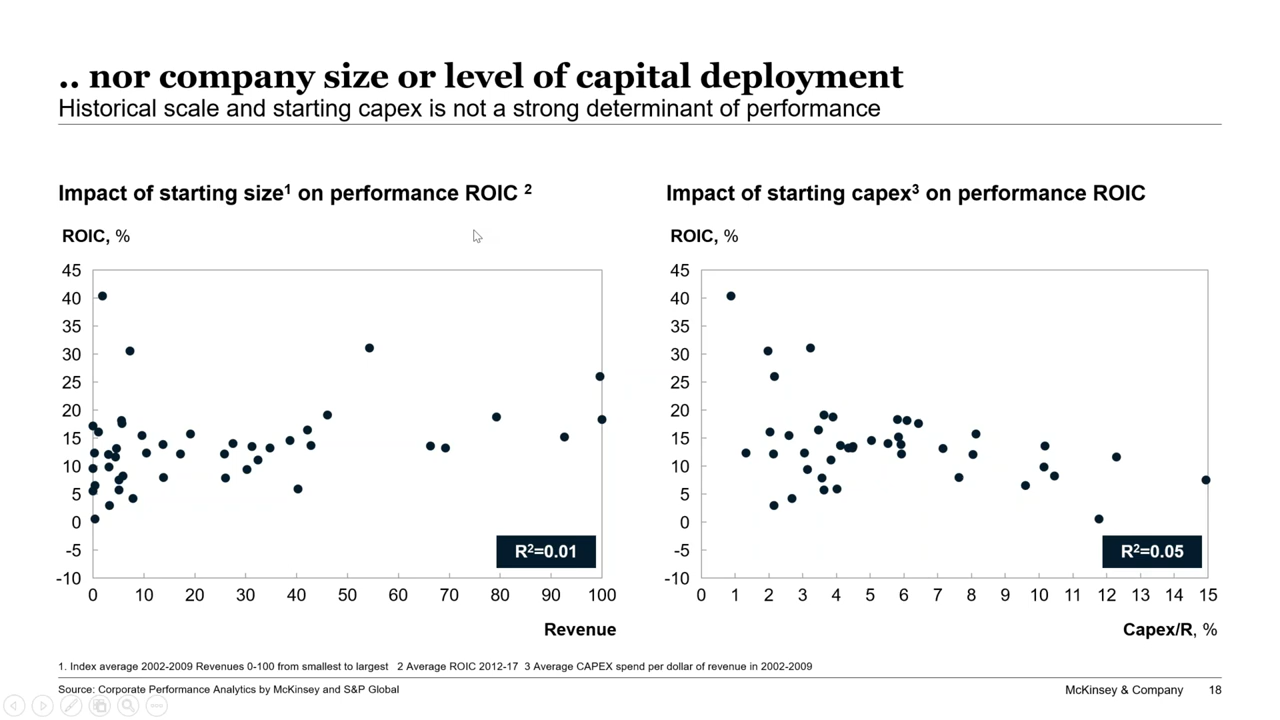 .. nor company size or level of capital deployment
Historical scale and starting capex is not a strong determinant of performance
Impact of starting size¹ on performance ROIC ²
ROIC, %
45
40
35
30
25
20
15
10
5
0
-5
-10
R²=0.01
0 10 20 30 40 50 60 70 80 90 100
Revenue
Impact of starting capex³ on performance ROIC
ROIC, %
45
40
35
30
25
20
15
10
5
0
-5
-10
R²=0.05
0 1 2 3 4 5 6 7 8 9 10 11 12 13 14 15
Capex/R, %
1. Index average 2002-2009 Revenues 0-100 from smallest to largest 2 Average ROIC 2012-17 3 Average CAPEX spend per dollar of revenue in 2002-2009
Source: Corporate Performance Analytics by McKinsey and S&P Global
McKinsey & Company 18